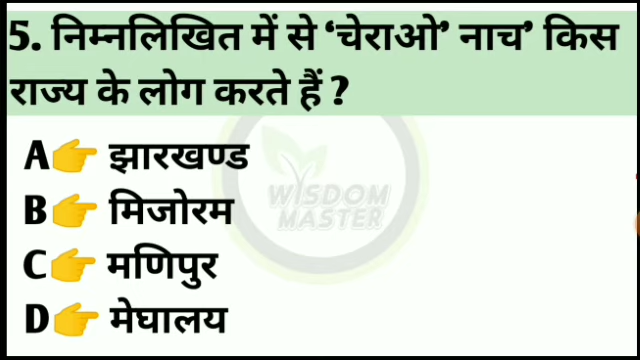 5. निम्नलिखित में से ‘चेराओ’ नाच’ किस
राज्य के लोग करते हैं ?
A👉 झारखण्ड
B👉 मिजोरम
C👉 मणिपुर
D👉 मेघालय
WISDOM
MASTER